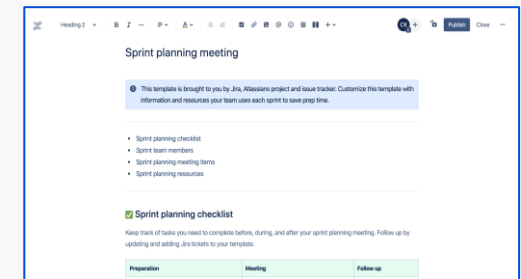 Heading 2
B I
A
CK
Publish Close
Sprint planning meeting
This template is brought to you by Jira, Atlassians project and issue tracker. Customize this template with
information and resources your team uses each sprint to save prep time.
Sprint planning checklist
Sprint team members
Sprint planning meeting items
Sprint planning resources
Sprint planning checklist
Keep track of tasks you need to complete before, during, and after your sprint planning meeting. Follow up by
updating and adding Jira tickets to your template.
Preparation Meeting Follow up